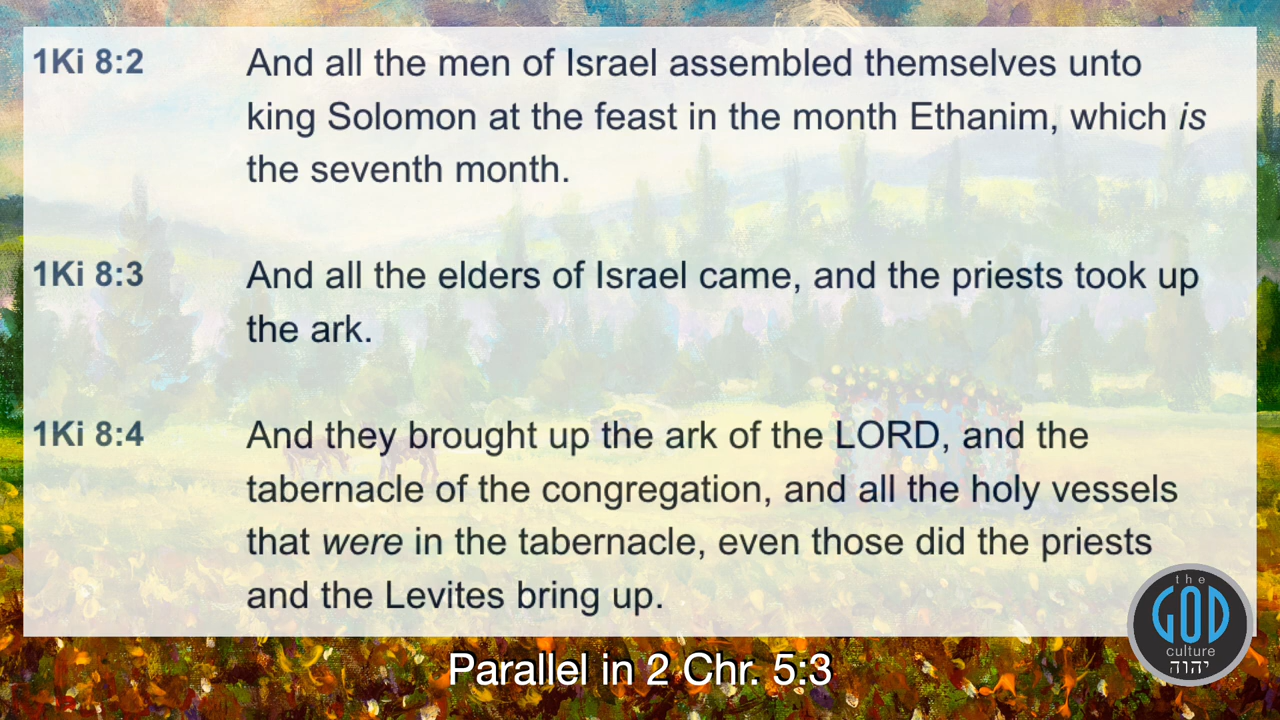 1Ki 8:2 And all the men of Israel assembled themselves unto
king Solomon at the feast in the month Ethanim, which is
the seventh month.
1Ki 8:3 And all the elders of Israel came, and the priests took up
the ark.
1Ki 8:4 And they brought up the ark of the LORD, and the
tabernacle of the congregation, and all the holy vessels
that were in the tabernacle, even those did the priests
and the Levites bring up.
the
GOD
culture
יהוה
Parallel in 2 Chr. 5:3